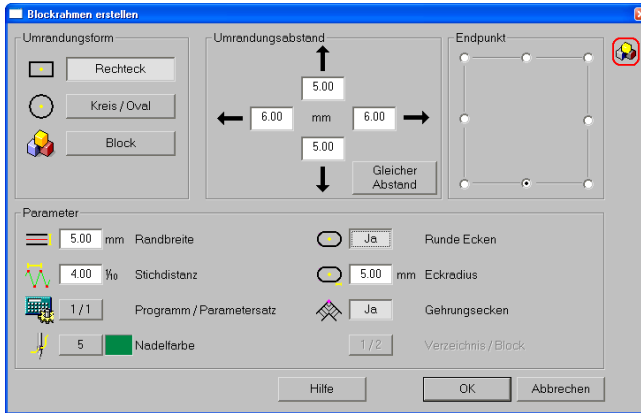 Blockrahmen erstellen
Umrandungsform
Rechteck
Kreis / Oval
Block
Umrandungsabstand
5.00
6.00 mm 6.00
5.00
Gleicher
Abstand
Endpunkt
Parameter
5.00 mm Randbreite
Ja Runde Ecken
4.00 1/10 Stichdistanz
5.00 mm Eckradius
1 / 1 Programm / Parametersatz
Ja Gehrungsecken
5 Nadelfarbe
1 / 2 Verzeichnis / Block
Hilfe
OK
Abbrechen